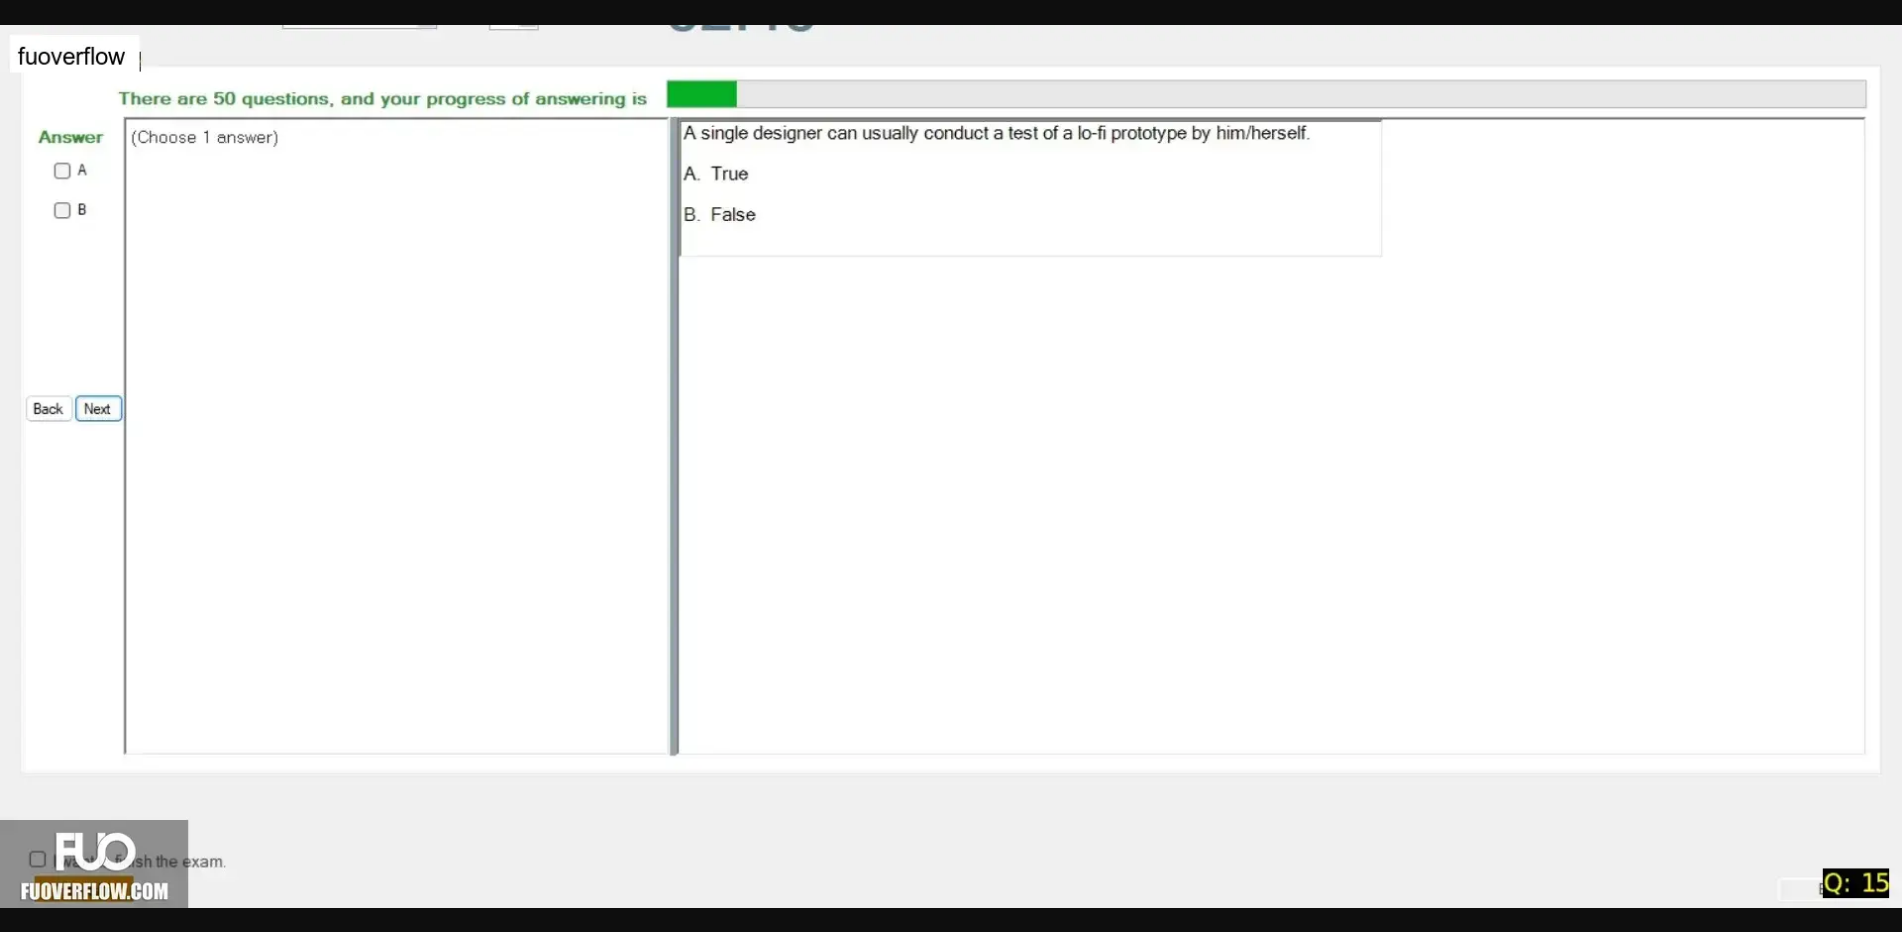 fuoverflow
There are 50 questions, and your progress of answering is
Answer
(Choose 1 answer)
A
B
A single designer can usually conduct a test of a lo-fi prototype by him/herself.
A. True
B. False
Back Next
FUO
sh the exam.
FUOVERFLOW.COM
Q: 15